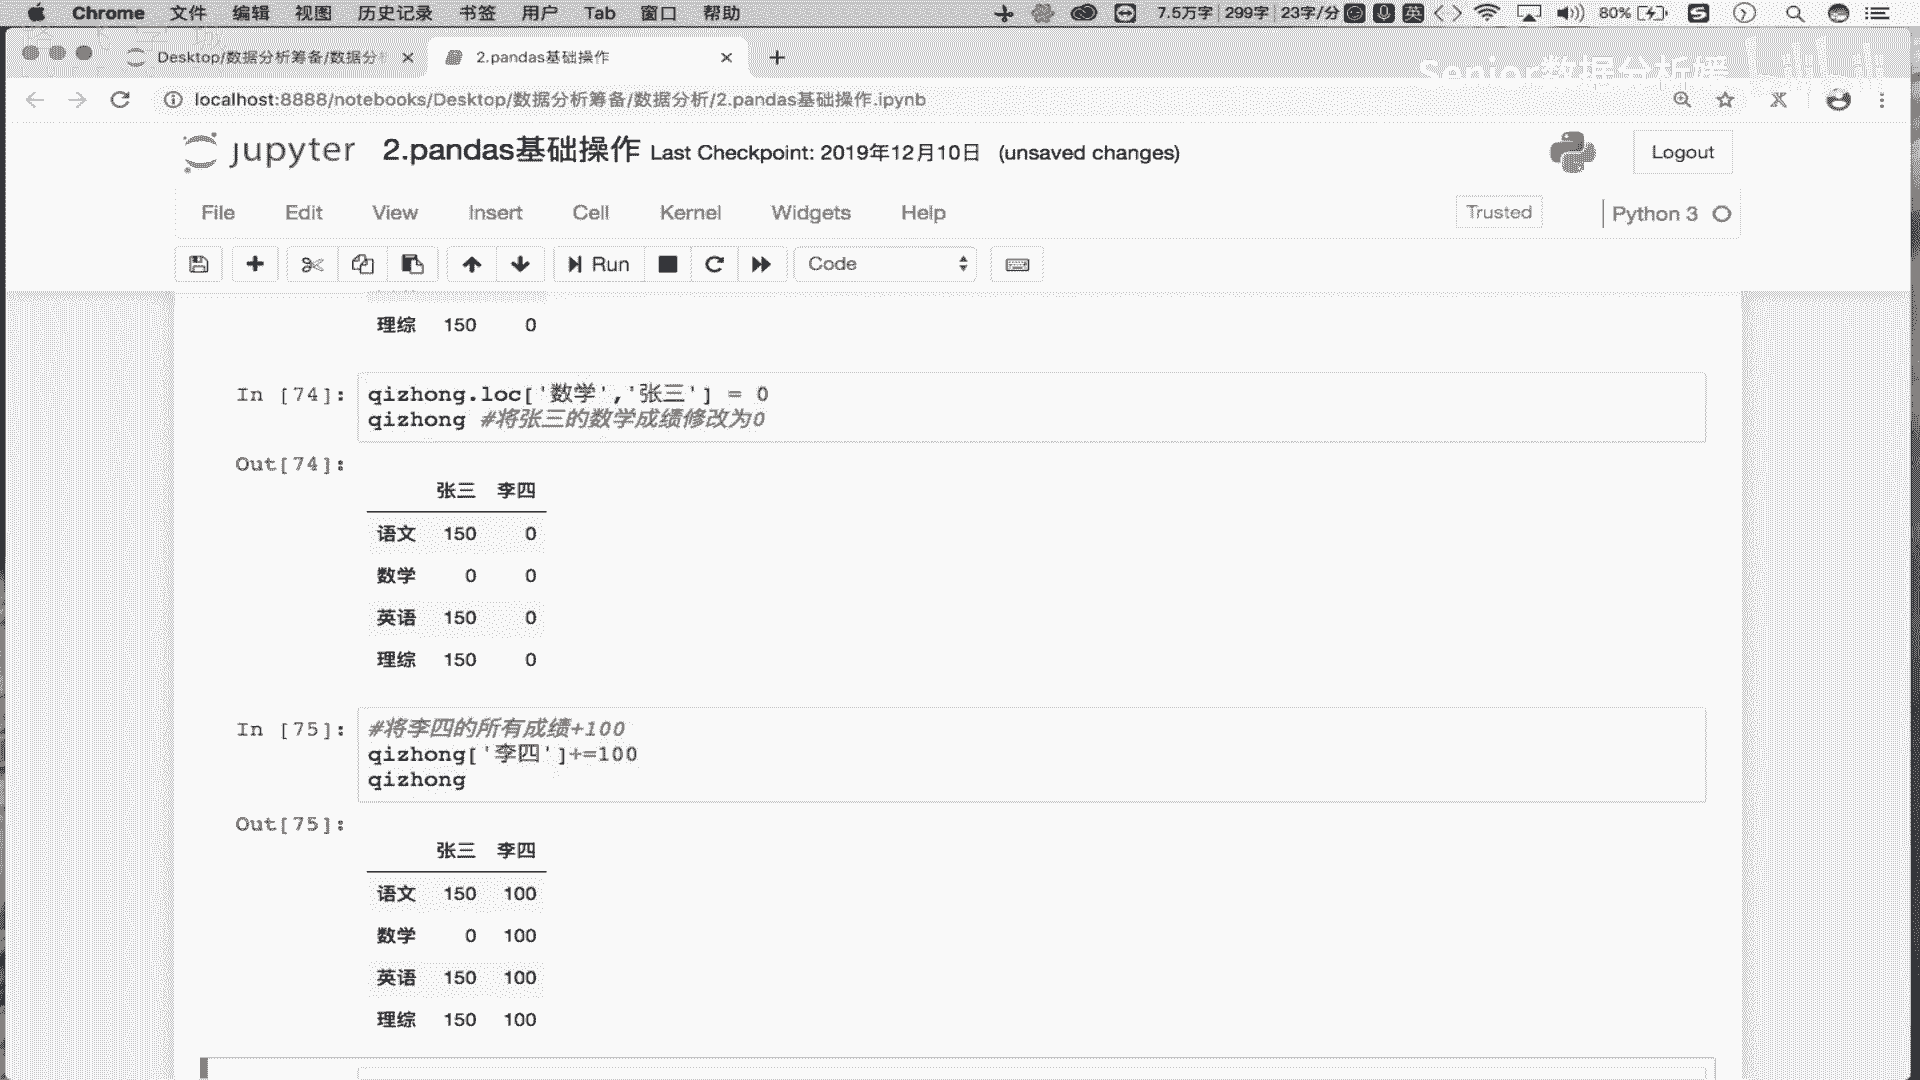 Chrome 文件 编辑 视图 历史记录 书签 用户 Tab 窗口 帮助 7.5万字 299字 23字/分 英 80%
Desktop/数据分析筹备/数据分析 2.pandas基础操作
Senior数据分析媛
localhost:8888/notebooks/Desktop/数据分析筹备/数据分析/2.pandas基础操作.ipynb
jupyter 2.pandas基础操作 Last Checkpoint: 2019年12月10日 (unsaved changes) Logout
File Edit View Insert Cell Kernel Widgets Help Trusted Python 3
Run Code
理综 150 0
In [74]: qizhong.loc['数学','张三'] = 0
qizhong #将张三的数学成绩修改为0
Out[74]:
张三 李四
语文 150 0
数学 0 0
英语 150 0
理综 150 0
In [75]: #将李四的所有成绩+100
qizhong['李四']+=100
qizhong
Out[75]:
张三 李四
语文 150 100
数学 0 100
英语 150 100
理综 150 100